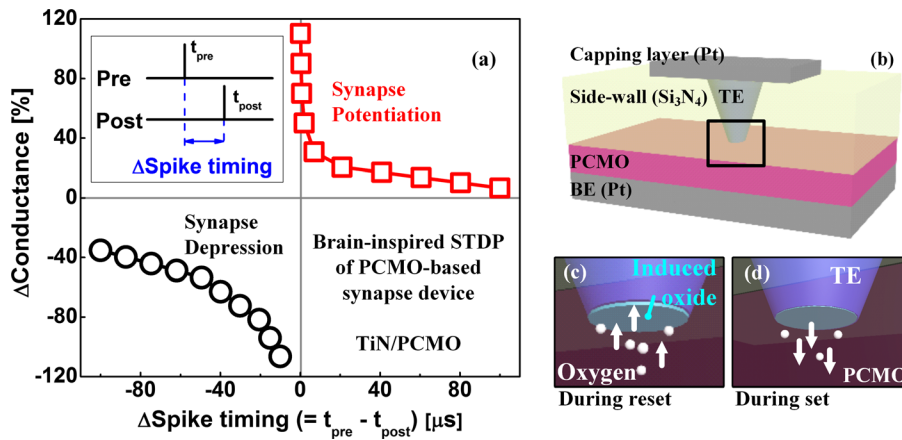 (a)
ΔConductance [%]
120
80
40
0
-40
-80
-120
Pre
t_pre
Post
t_post
ΔSpike timing
Synapse
Potentiation
Synapse
Depression
Brain-inspired STDP
of PCMO-based
synapse device
TiN/PCMO
-80
-40
0
40
80
ΔSpike timing (= t_pre - t_post) [μs]
(b)
Capping layer (Pt)
Side-wall (Si₃N₄) TE
PCMO
BE (Pt)
(c)
Induced
oxide
Oxygen
During reset
(d)
TE
PCMO
During set